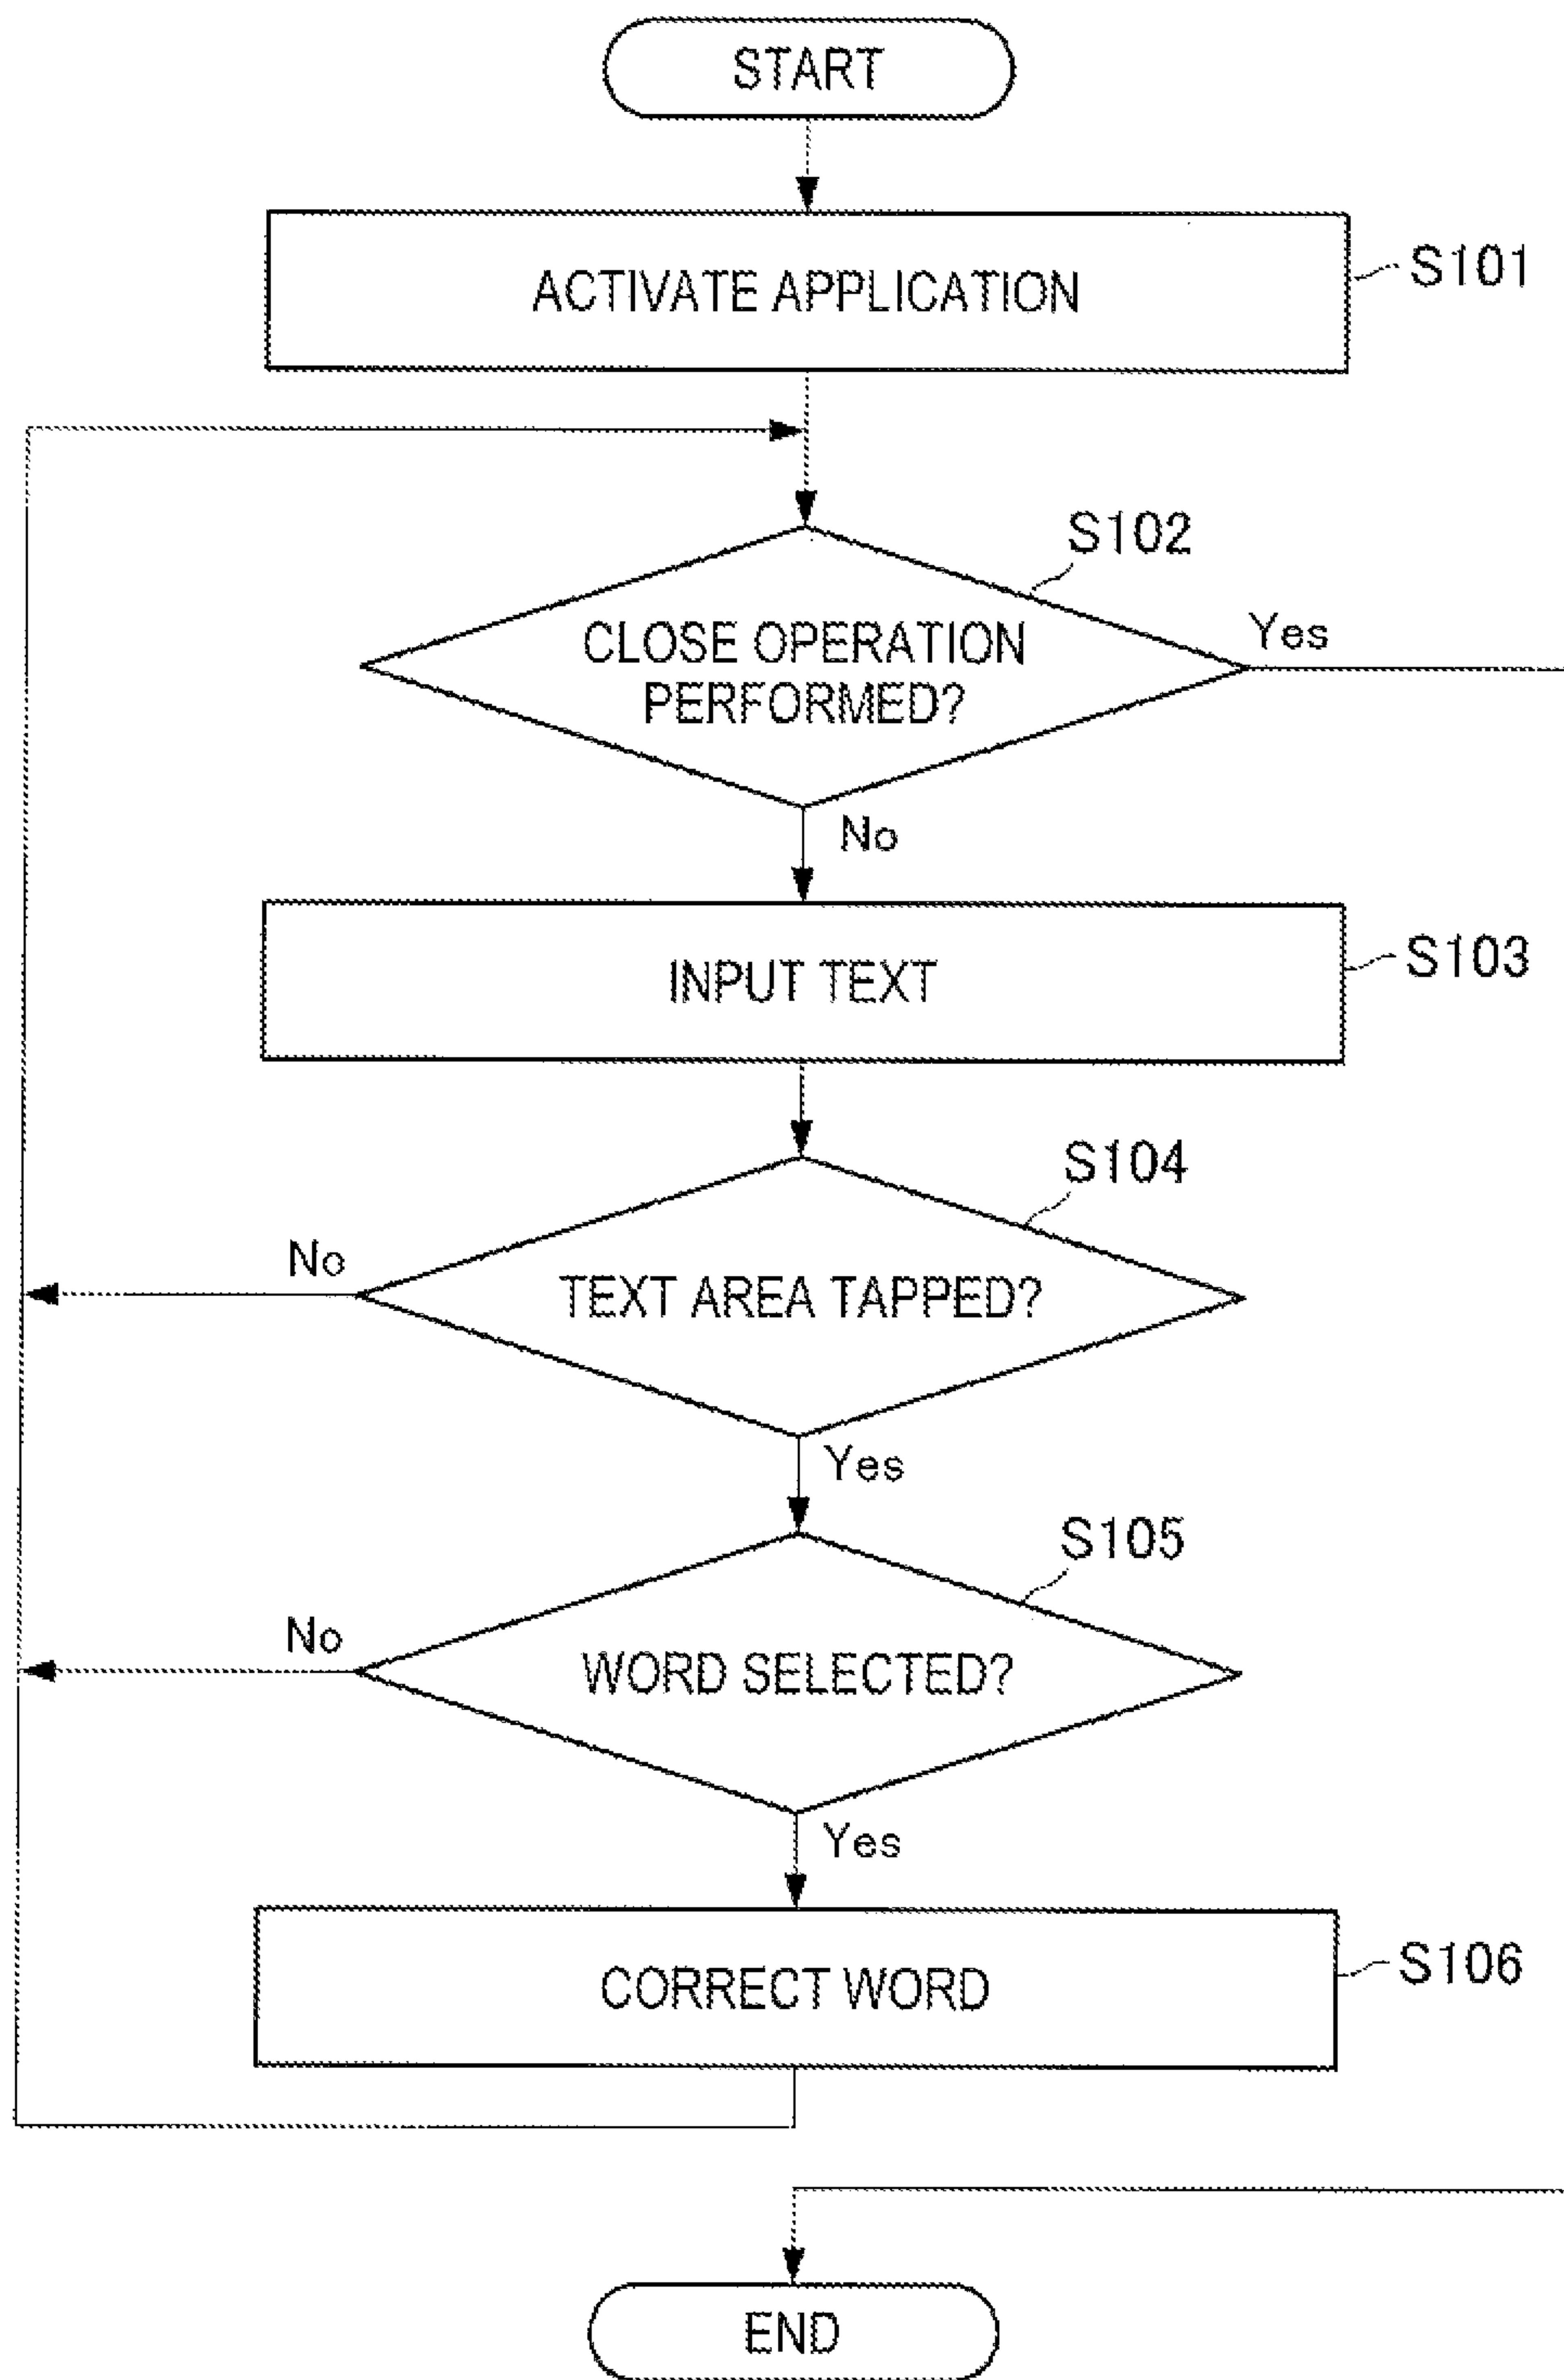 START
ACTIVATE APPLICATION
S101
S102
CLOSE OPERATION
PERFORMED?
Yes
No
INPUT TEXT
S103
S104
No
TEXT AREA TAPPED?
Yes
S105
No
WORD SELECTED?
Yes
CORRECT WORD
S106
END